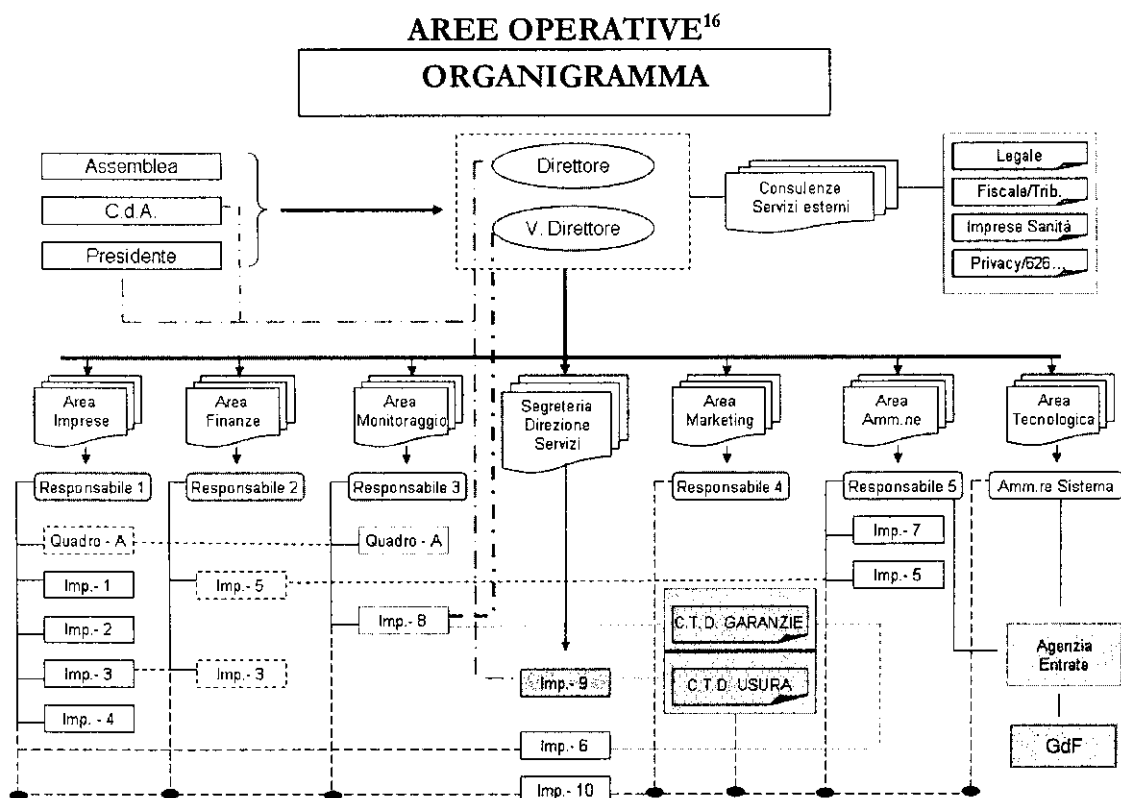 AREE OPERATIVE16
ORGANIGRAMMA
Assemblea
C.d.A.
Presidente
Direttore
V. Direttore
Consulenze
Servizi esterni
Legale
Fiscale/Trib.
Imprese Sanità
Privacy/626...
Area
Imprese
Area
Finanze
Area
Monitoraggio
Segreteria
Direzione
Servizi
Area
Marketing
Area
Amm.ne
Area
Tecnologica
Responsabile 1
Responsabile 2
Responsabile 3
Responsabile 4
Responsabile 5
Amm.re Sistema
Quadro - A
Quadro - A
Imp.- 7
Imp.- 1
Imp.- 5
Imp.- 5
Imp.- 2
Imp.- 8
C.T.D. GARANZIE
Agenzia
Entrate
Imp.- 3
Imp.- 3
Imp.- 9
C.T.D. USURA
Imp. - 4
Imp.- 6
GdF
Imp.- 10